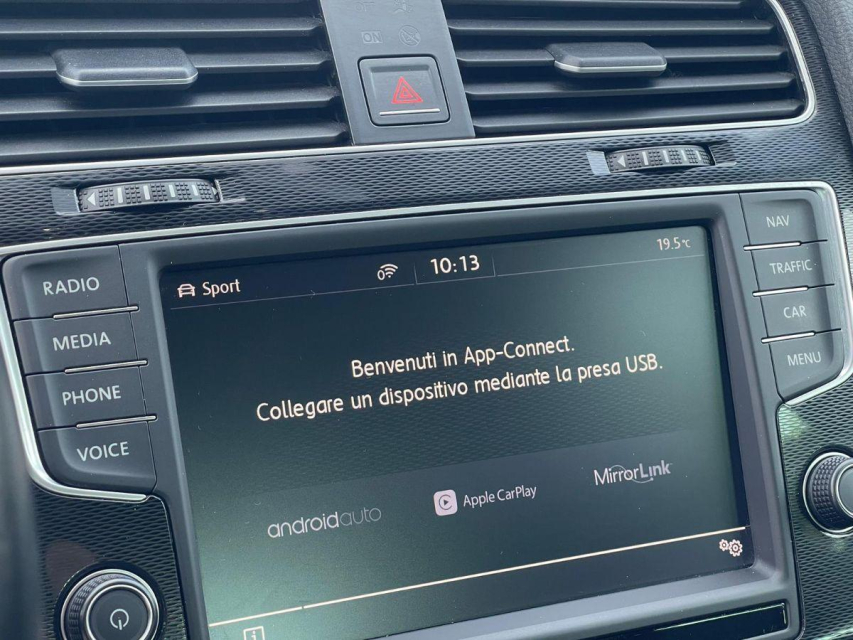 ON
RADIO
MEDIA
PHONE
VOICE
Sport
10:13
19.5°C
Benvenuti in App-Connect.
Collegare un dispositivo mediante la presa USB.
androidauto
Apple CarPlay
MirrorLink
i
NAV
TRAFFIC
CAR
MENU